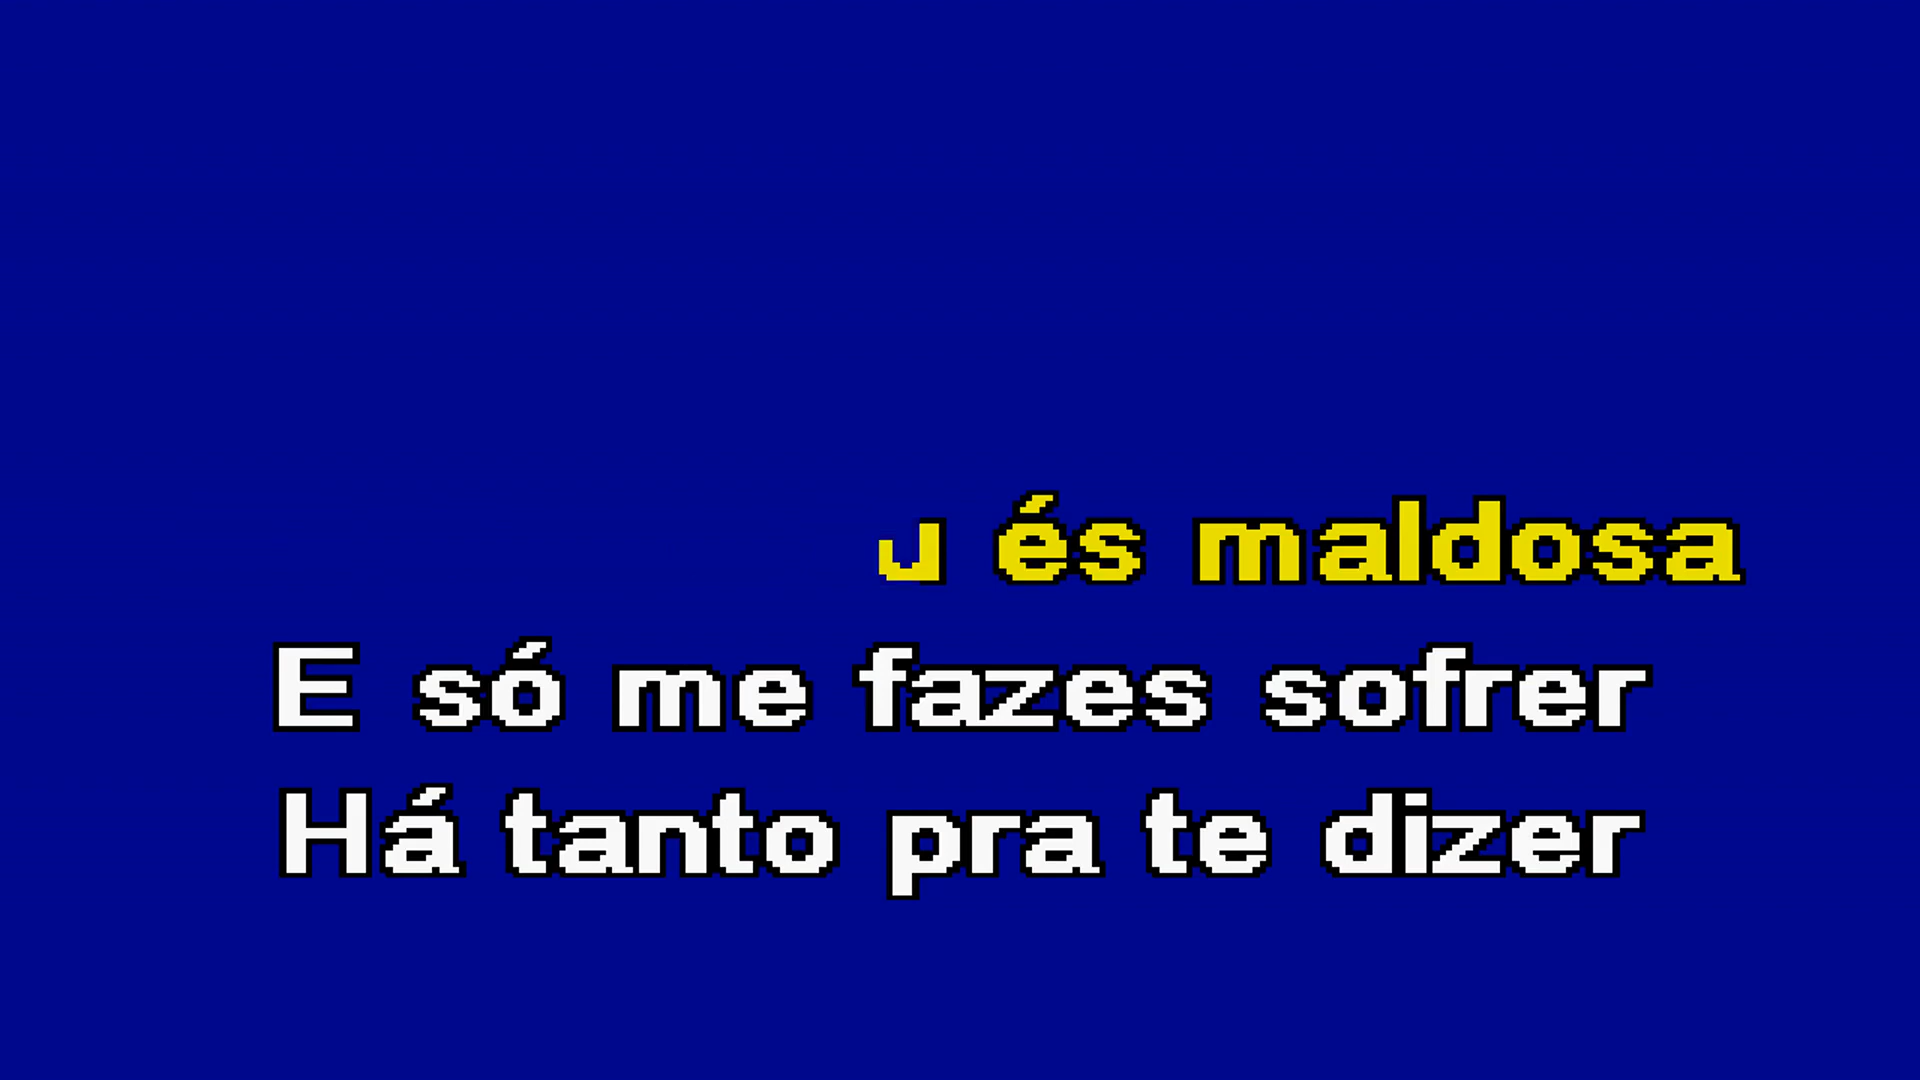 és maldosa
E só me fazes sofrer
Há tanto pra te dizer